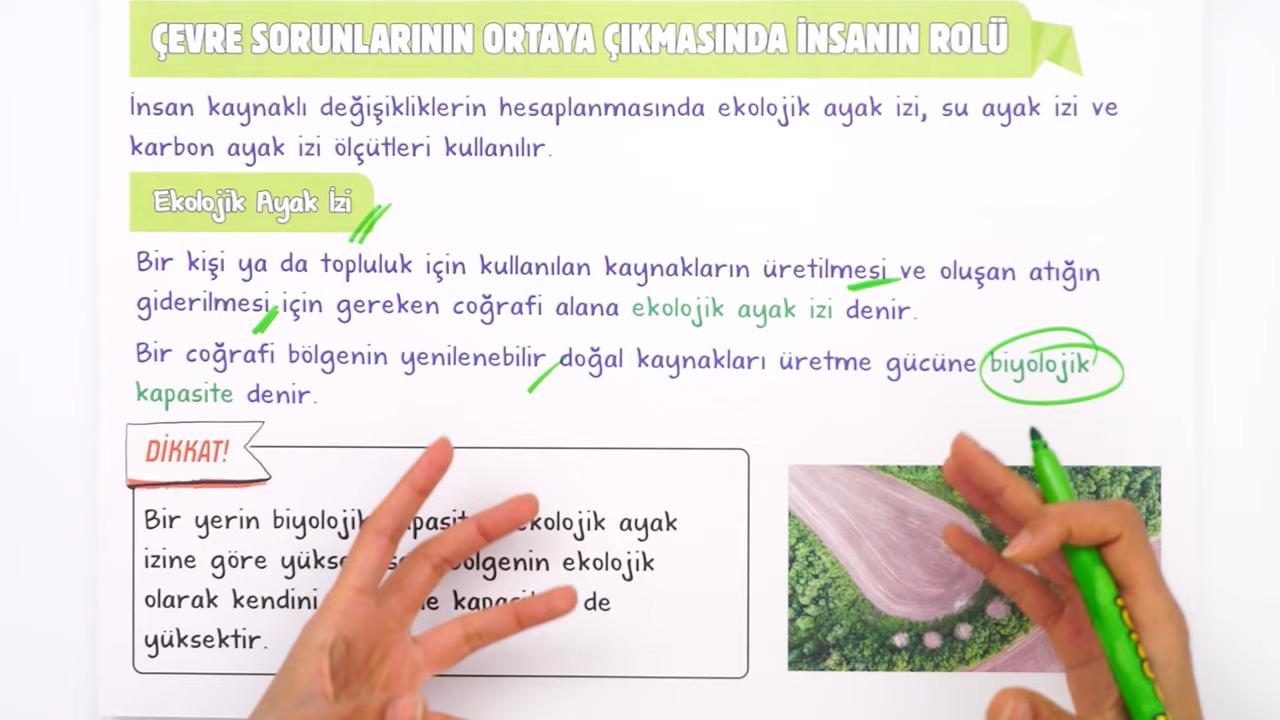 ÇEVRE SORUNLARININ ORTAYA ÇIKMASINDA İNSANIN ROLÜ
İnsan kaynaklı değişikliklerin hesaplanmasında ekolojik ayak izi, su ayak izi ve
karbon ayak izi ölçütleri kullanılır.
Ekolojik Ayak İzi
Bir kişi ya da topluluk için kullanılan kaynakların üretilmesi ve oluşan atığın
giderilmesi için gereken coğrafi alana ekolojik ayak izi denir.
Bir coğrafi bölgenin yenilenebilir doğal kaynakları üretme gücüne biyolojik
kapasite denir.
DİKKAT!
Bir yerin ekolojik ayak
izine göre bölgenin ekolojik
olarak kendini de
yüksektir.